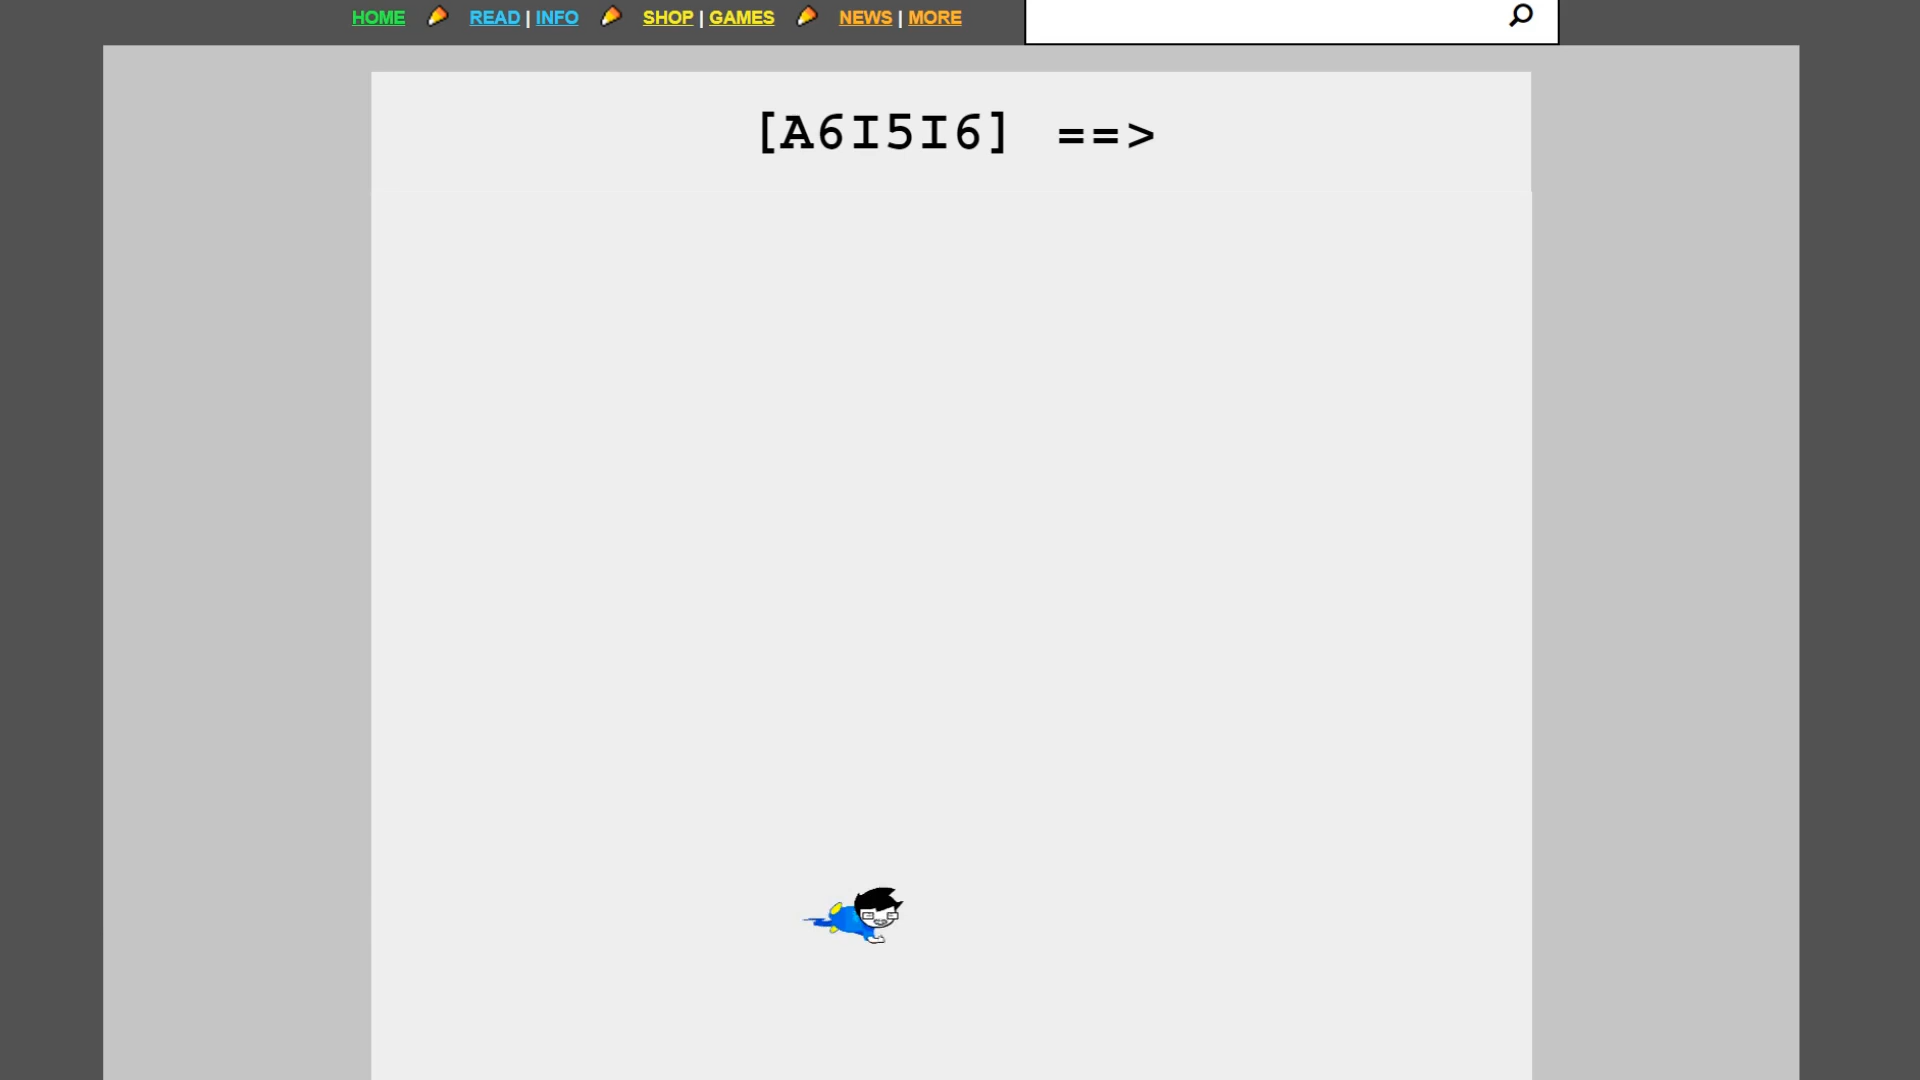 HOME READ | INFO SHOP | GAMES NEWS | MORE
[A6I5I6] ==>